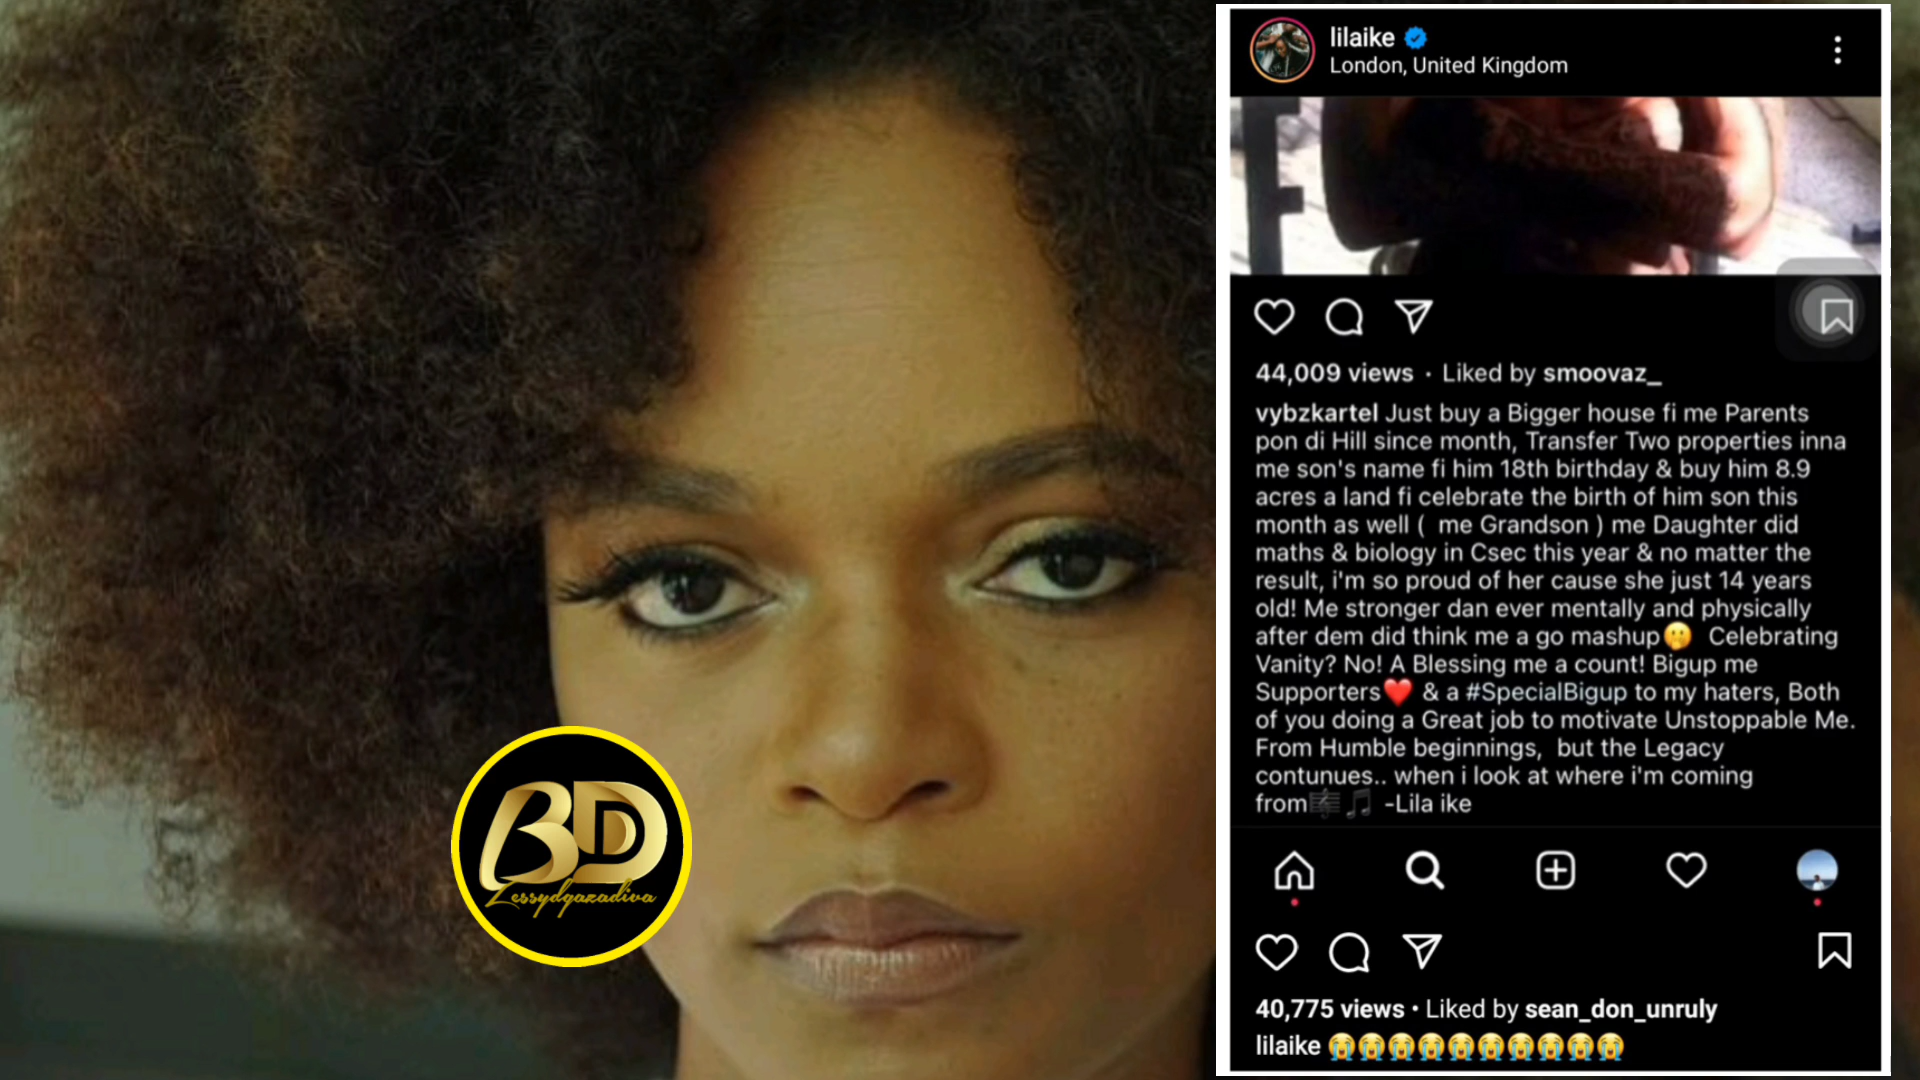 lilaike
London, United Kingdom
44,009 views · Liked by smoovaz_
vybzkartel Just buy a Bigger house fi me Parents
pon di Hill since month, Transfer Two properties inna
me son's name fi him 18th birthday & buy him 8.9
acres a land fi celebrate the birth of him son this
month as well (  me Grandson ) me Daughter did
maths & biology in Csec this year & no matter the
result, i'm so proud of her cause she just 14 years
old! Me stronger dan ever mentally and physically
after dem did think me a go mashup🤭  Celebrating
Vanity? No! A Blessing me a count! Bigup me
Supporters❤️ & a #SpecialBigup to my haters, Both
of you doing a Great job to motivate Unstoppable Me.
From Humble beginnings,  but the Legacy
contunues.. when i look at where i'm coming
from🎼🎵 -Lila ike
40,775 views • Liked by sean_don_unruly
lilaike 😭😭😭😭😭😭😭😭😭😭
BD
Lessydgazadiva